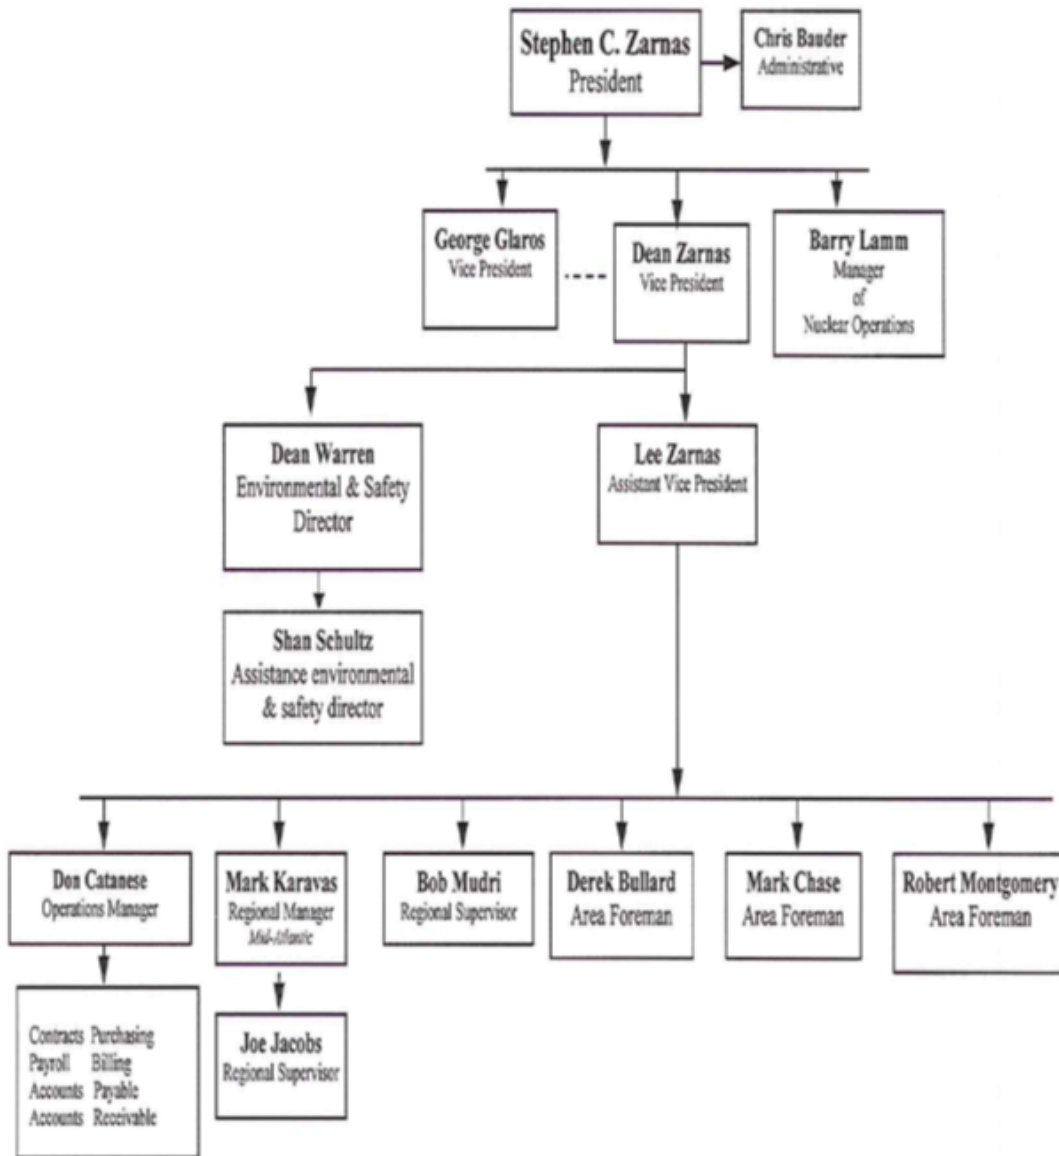 Stephen C. Zarnas
President
Chris Bauder
Administrative
George Glaros
Vice President
Dean Zarnas
Vice President
Barry Lamm
Manager
of
Nuclear Operations
Dean Warren
Environmental & Safety
Director
Lee Zarnas
Assistant Vice President
Shan Schultz
Assistance environmental
& safety director
Don Catanese
Operations Manager
Mark Karavas
Regional Manager
Mid-Atlantic
Bob Mudri
Regional Supervisor
Derek Bullard
Area Foreman
Mark Chase
Area Foreman
Robert Montgomery
Area Foreman
Contracts Purchasing
Payroll Billing
Accounts Payable
Accounts Receivable
Joe Jacobs
Regional Supervisor